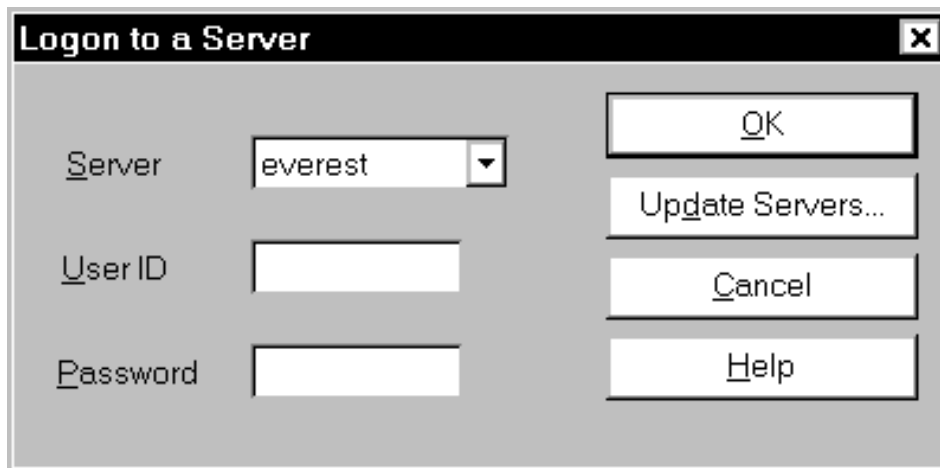 Logon to a Server
Server
everest
User ID
Password
OK
Update Servers...
Cancel
Help